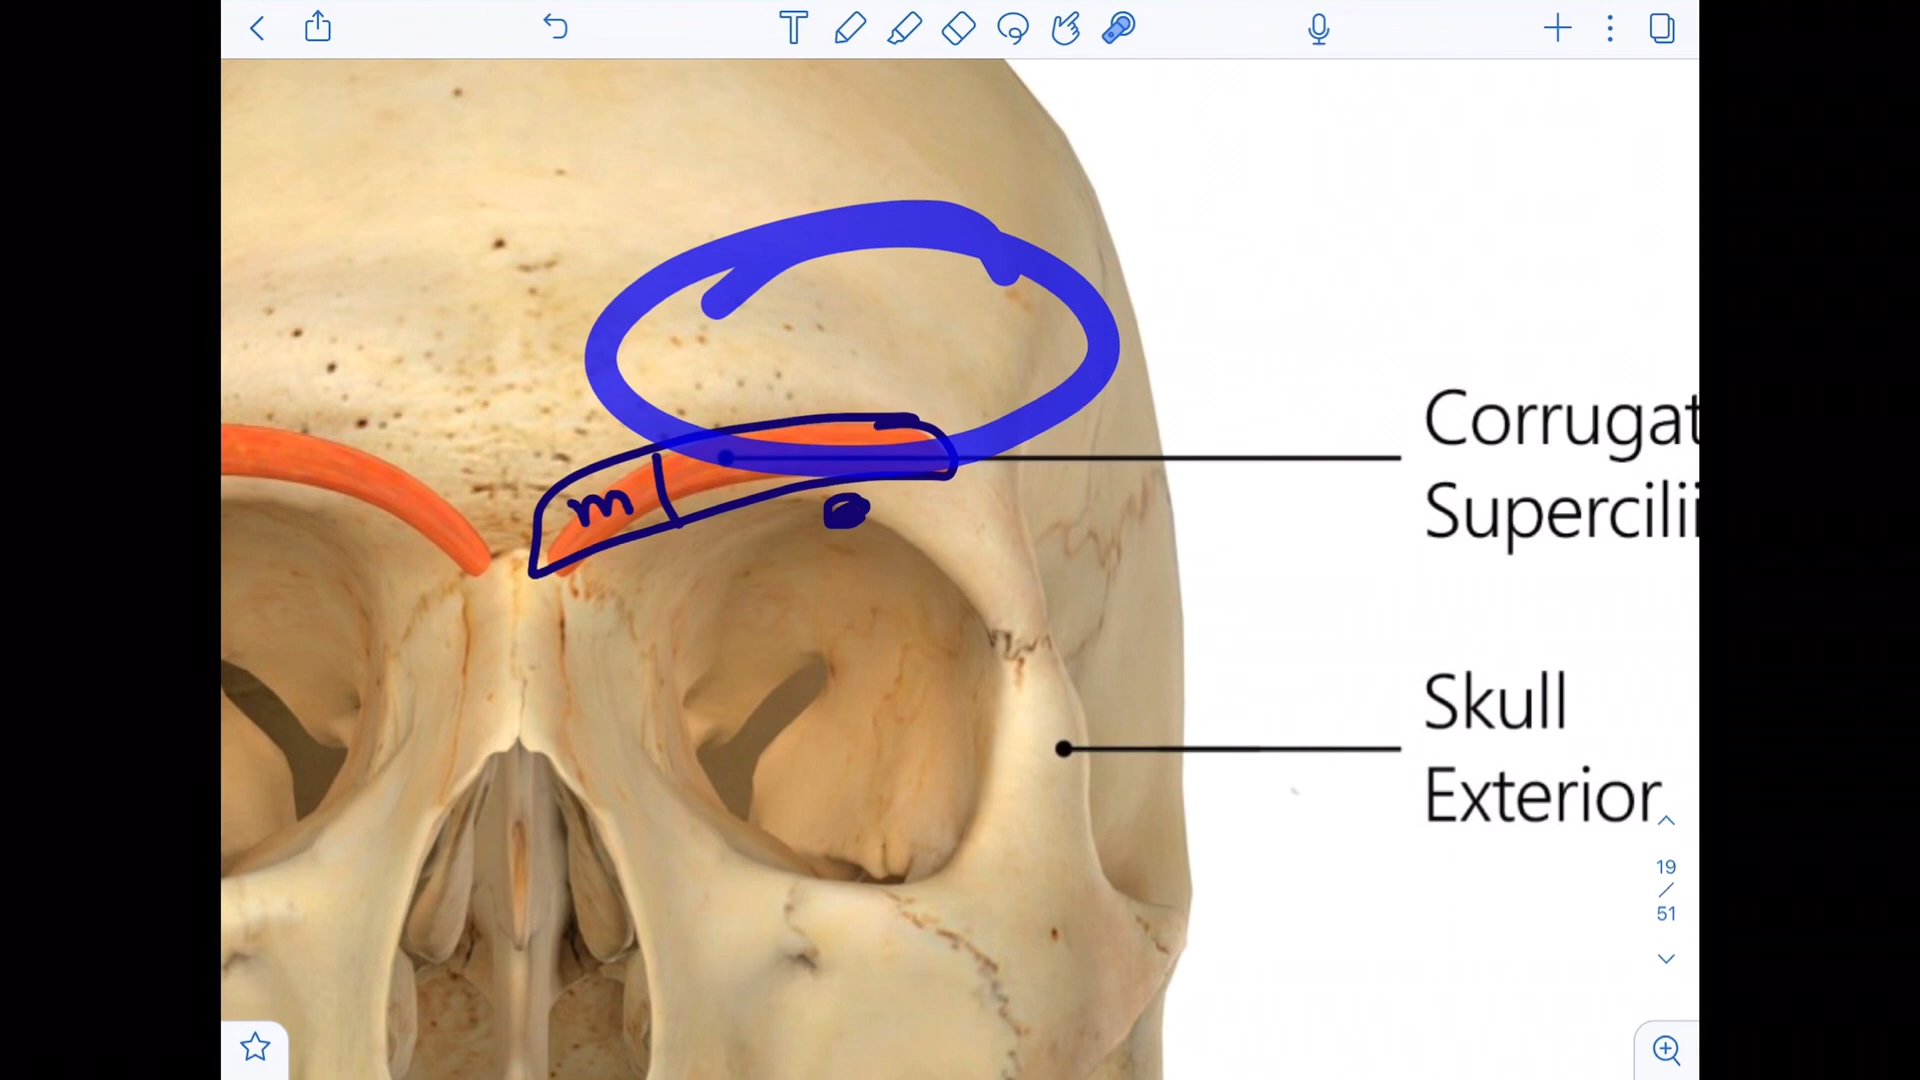 Corrugat
Supercilii
m
Skull
Exterior
19
/
51